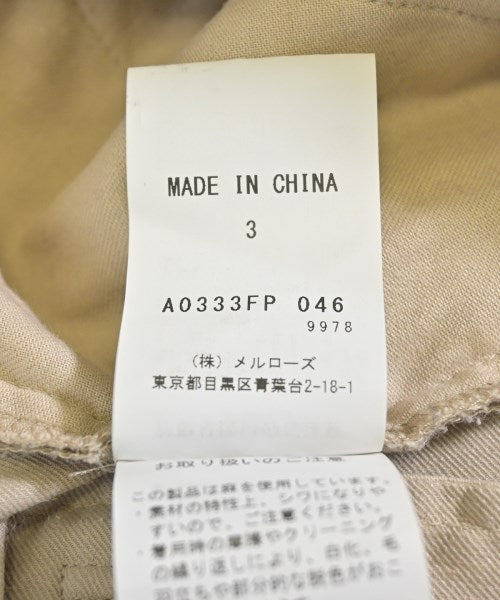 MADE IN CHINA
3
A0333FP 046
9978
(株) メルローズ
東京都目黒区青葉台2-18-1
お取り扱いのご注意
この製品は麻を使用しています。
・素材の特性上、シワになりや
すいので、ご注意ください。
・着用時の摩擦やクリーニング
の繰り返しにより、白化、毛
羽立ちや部分的な脱色がおこ